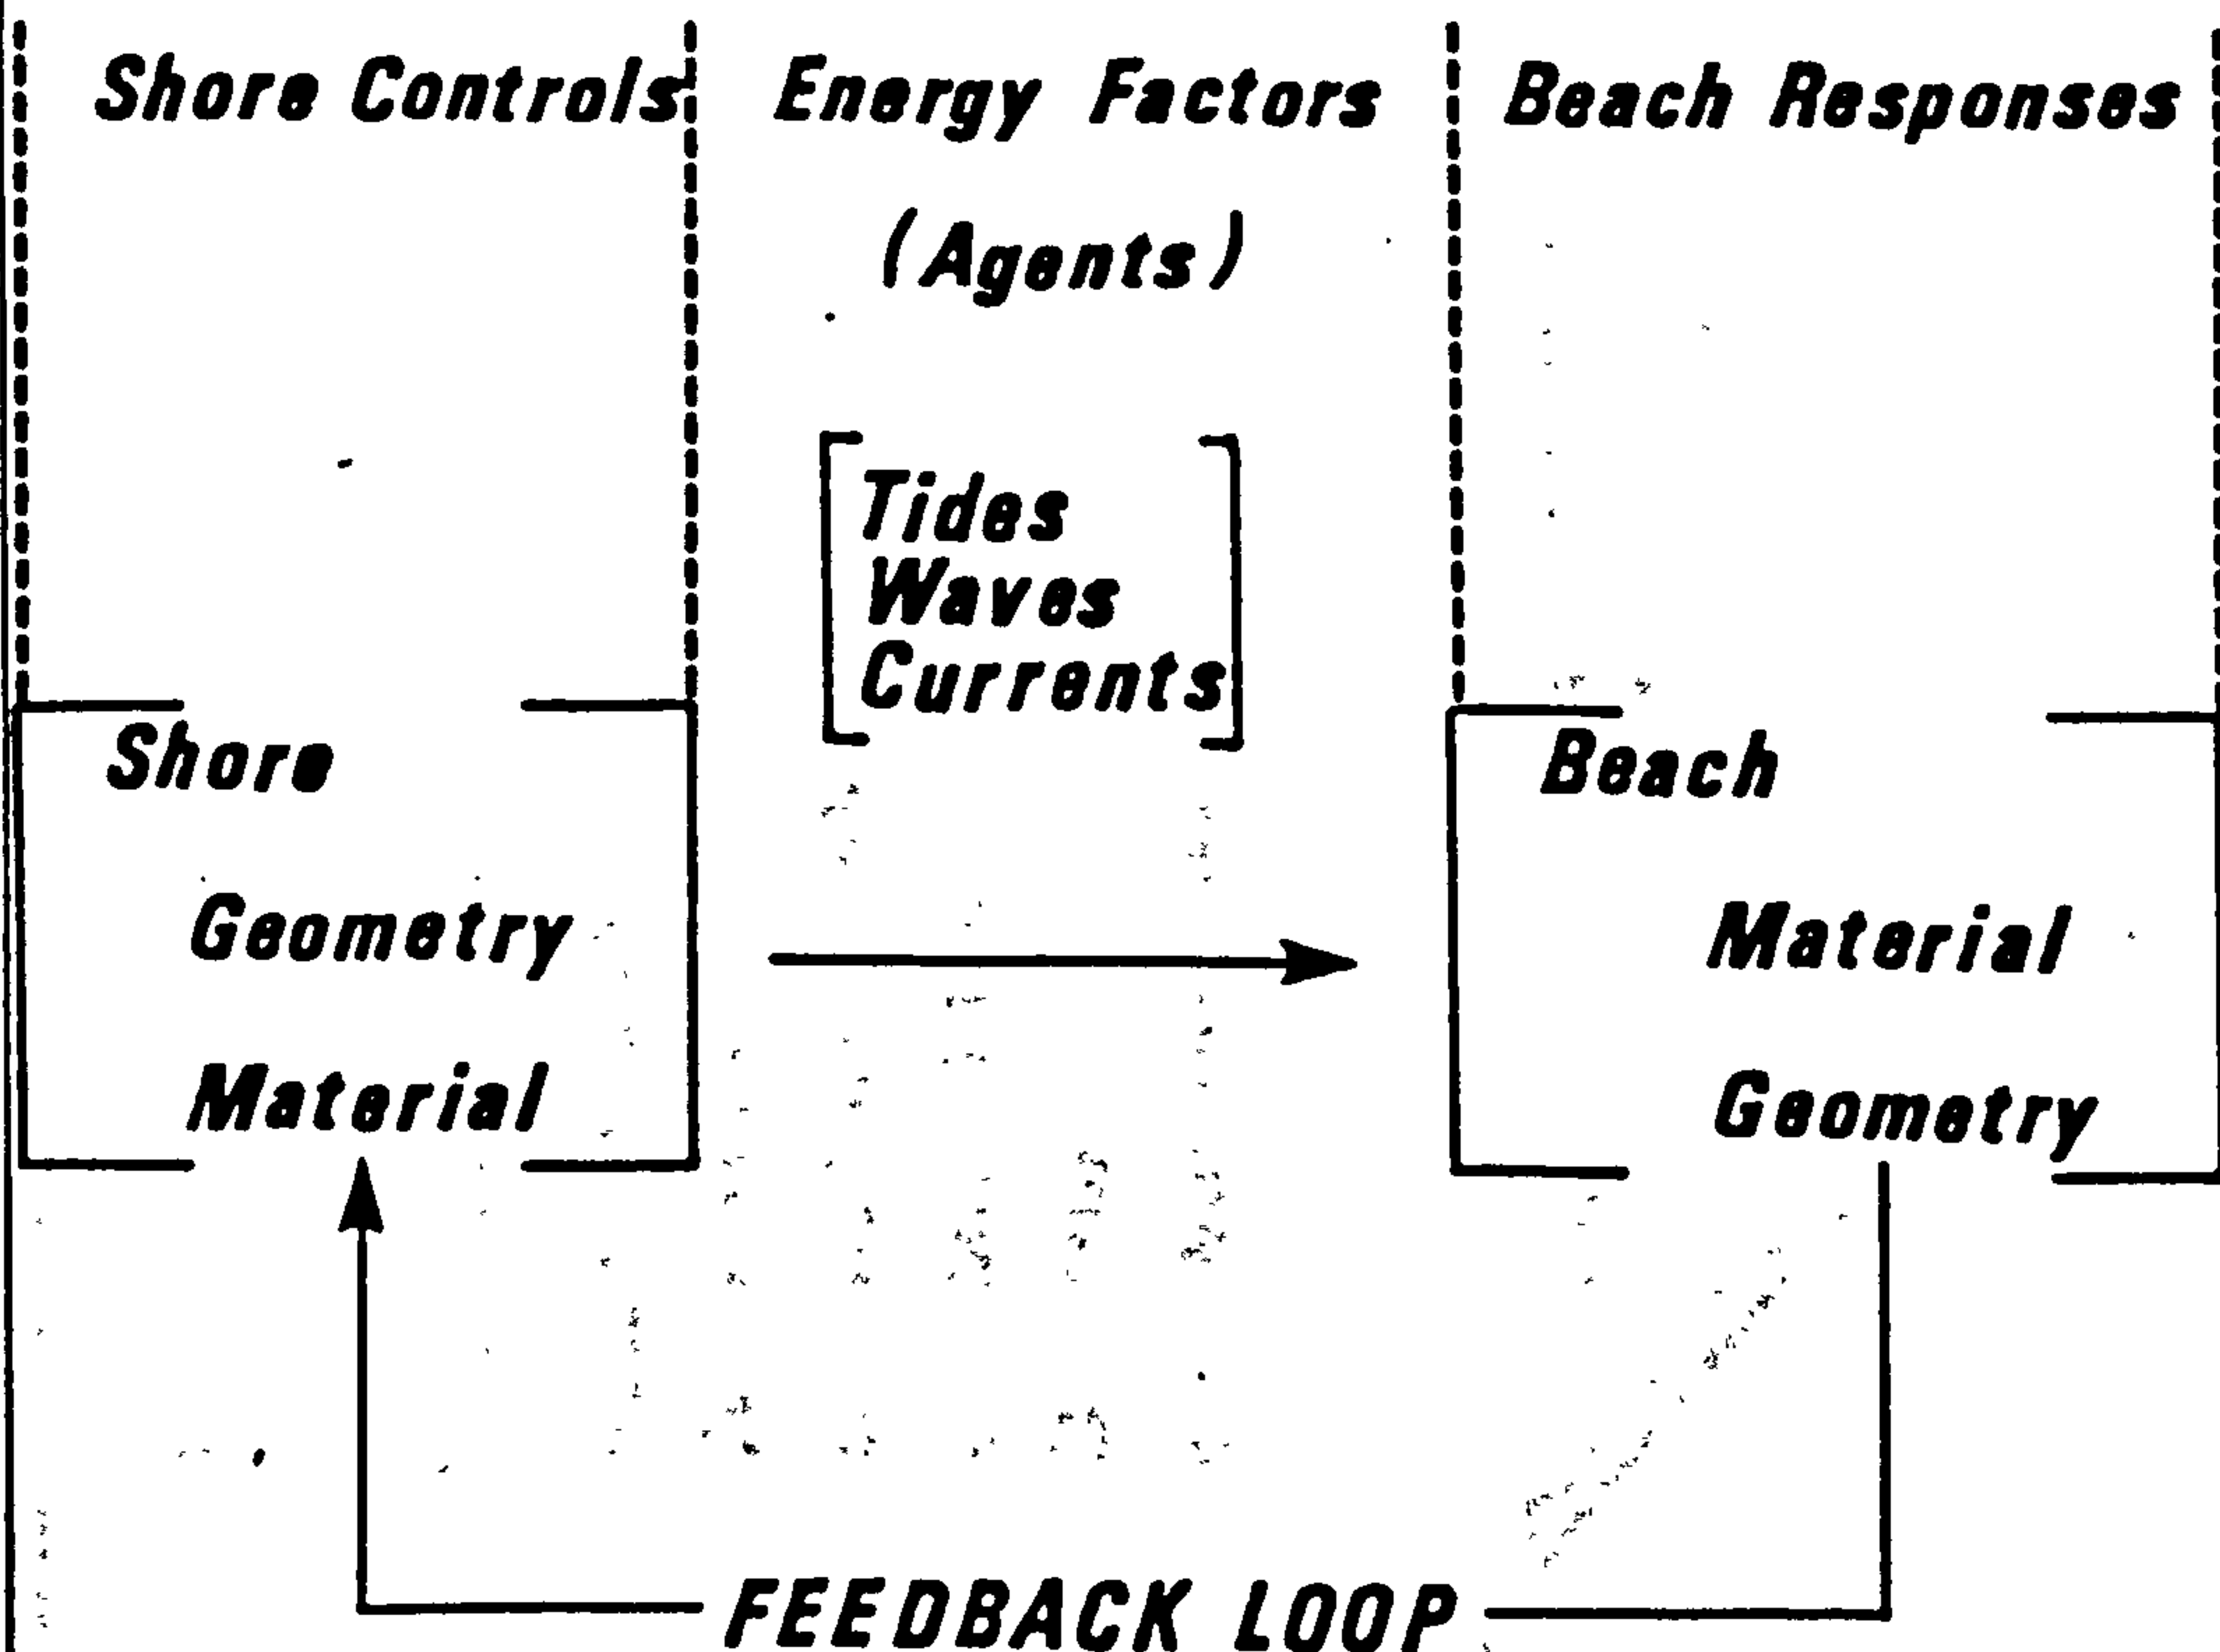 Shore Controls
Energy Factors
(Agents)
Beach Responses
Tides
Waves
Currents
Shore
Geometry
Material
Beach
Material
Geometry
FEEDBACK LOOP